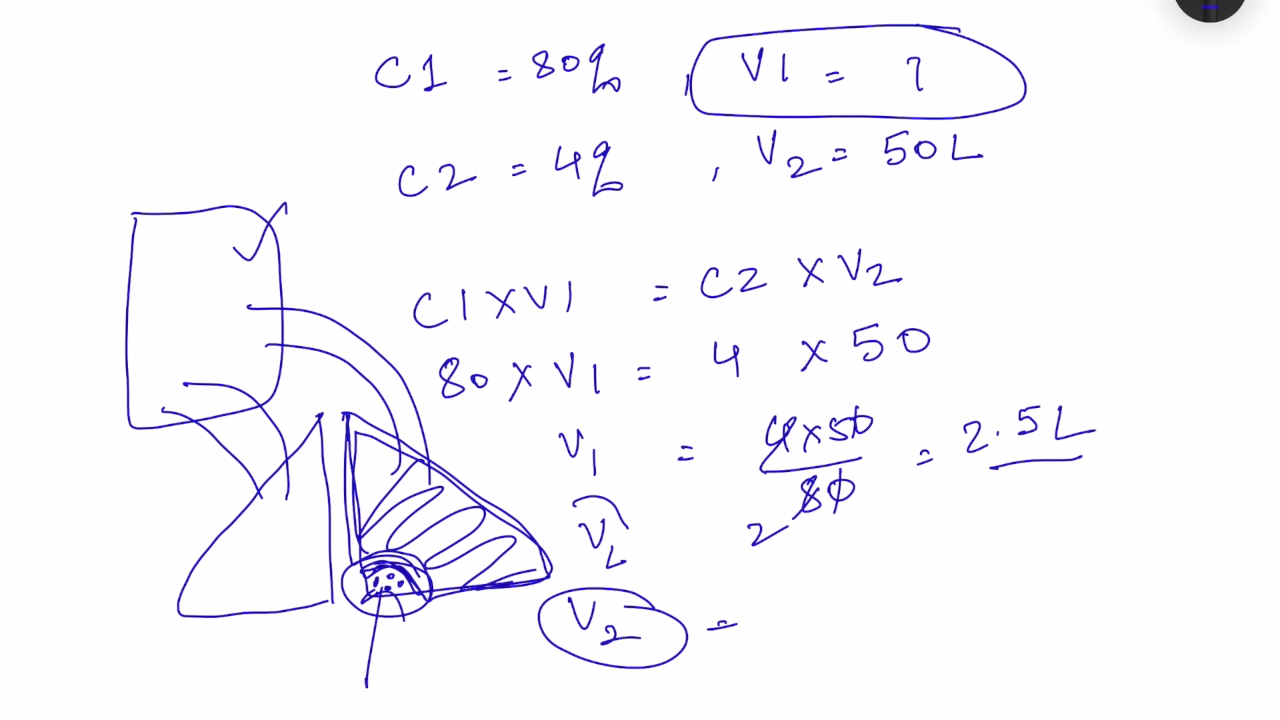 C1 = 80% , V1 = ?
C2 = 4% , V2 = 50L
C1 X V1 = C2 X V2
80 X V1 = 4 X 50
V1 = 4x50 / 80 = 2.5L
2
VL
V2 =